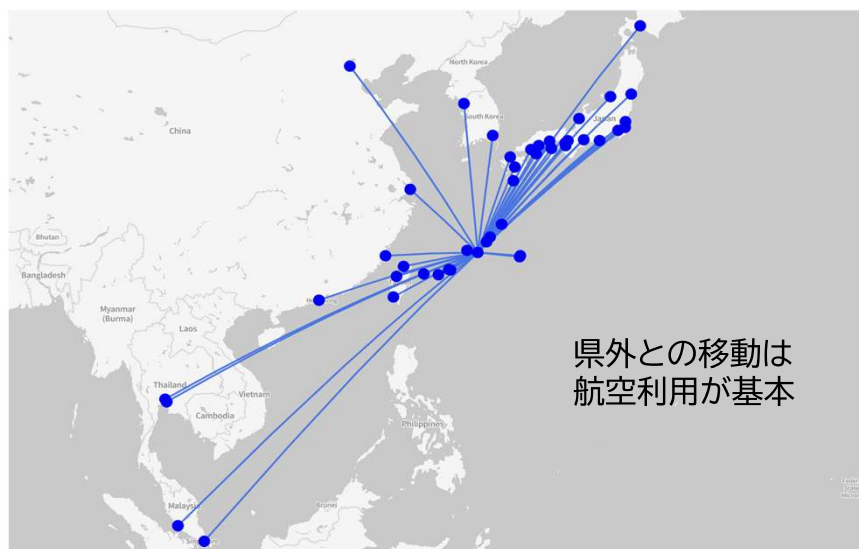 North Korea
South Korea
Japan
China
Bhutan
Bangladesh
Myanmar
(Burma)
Laos
県外との移動は
航空利用が基本
Thailand
Vietnam
Cambodia
Philippines
Malaysia
Brunei